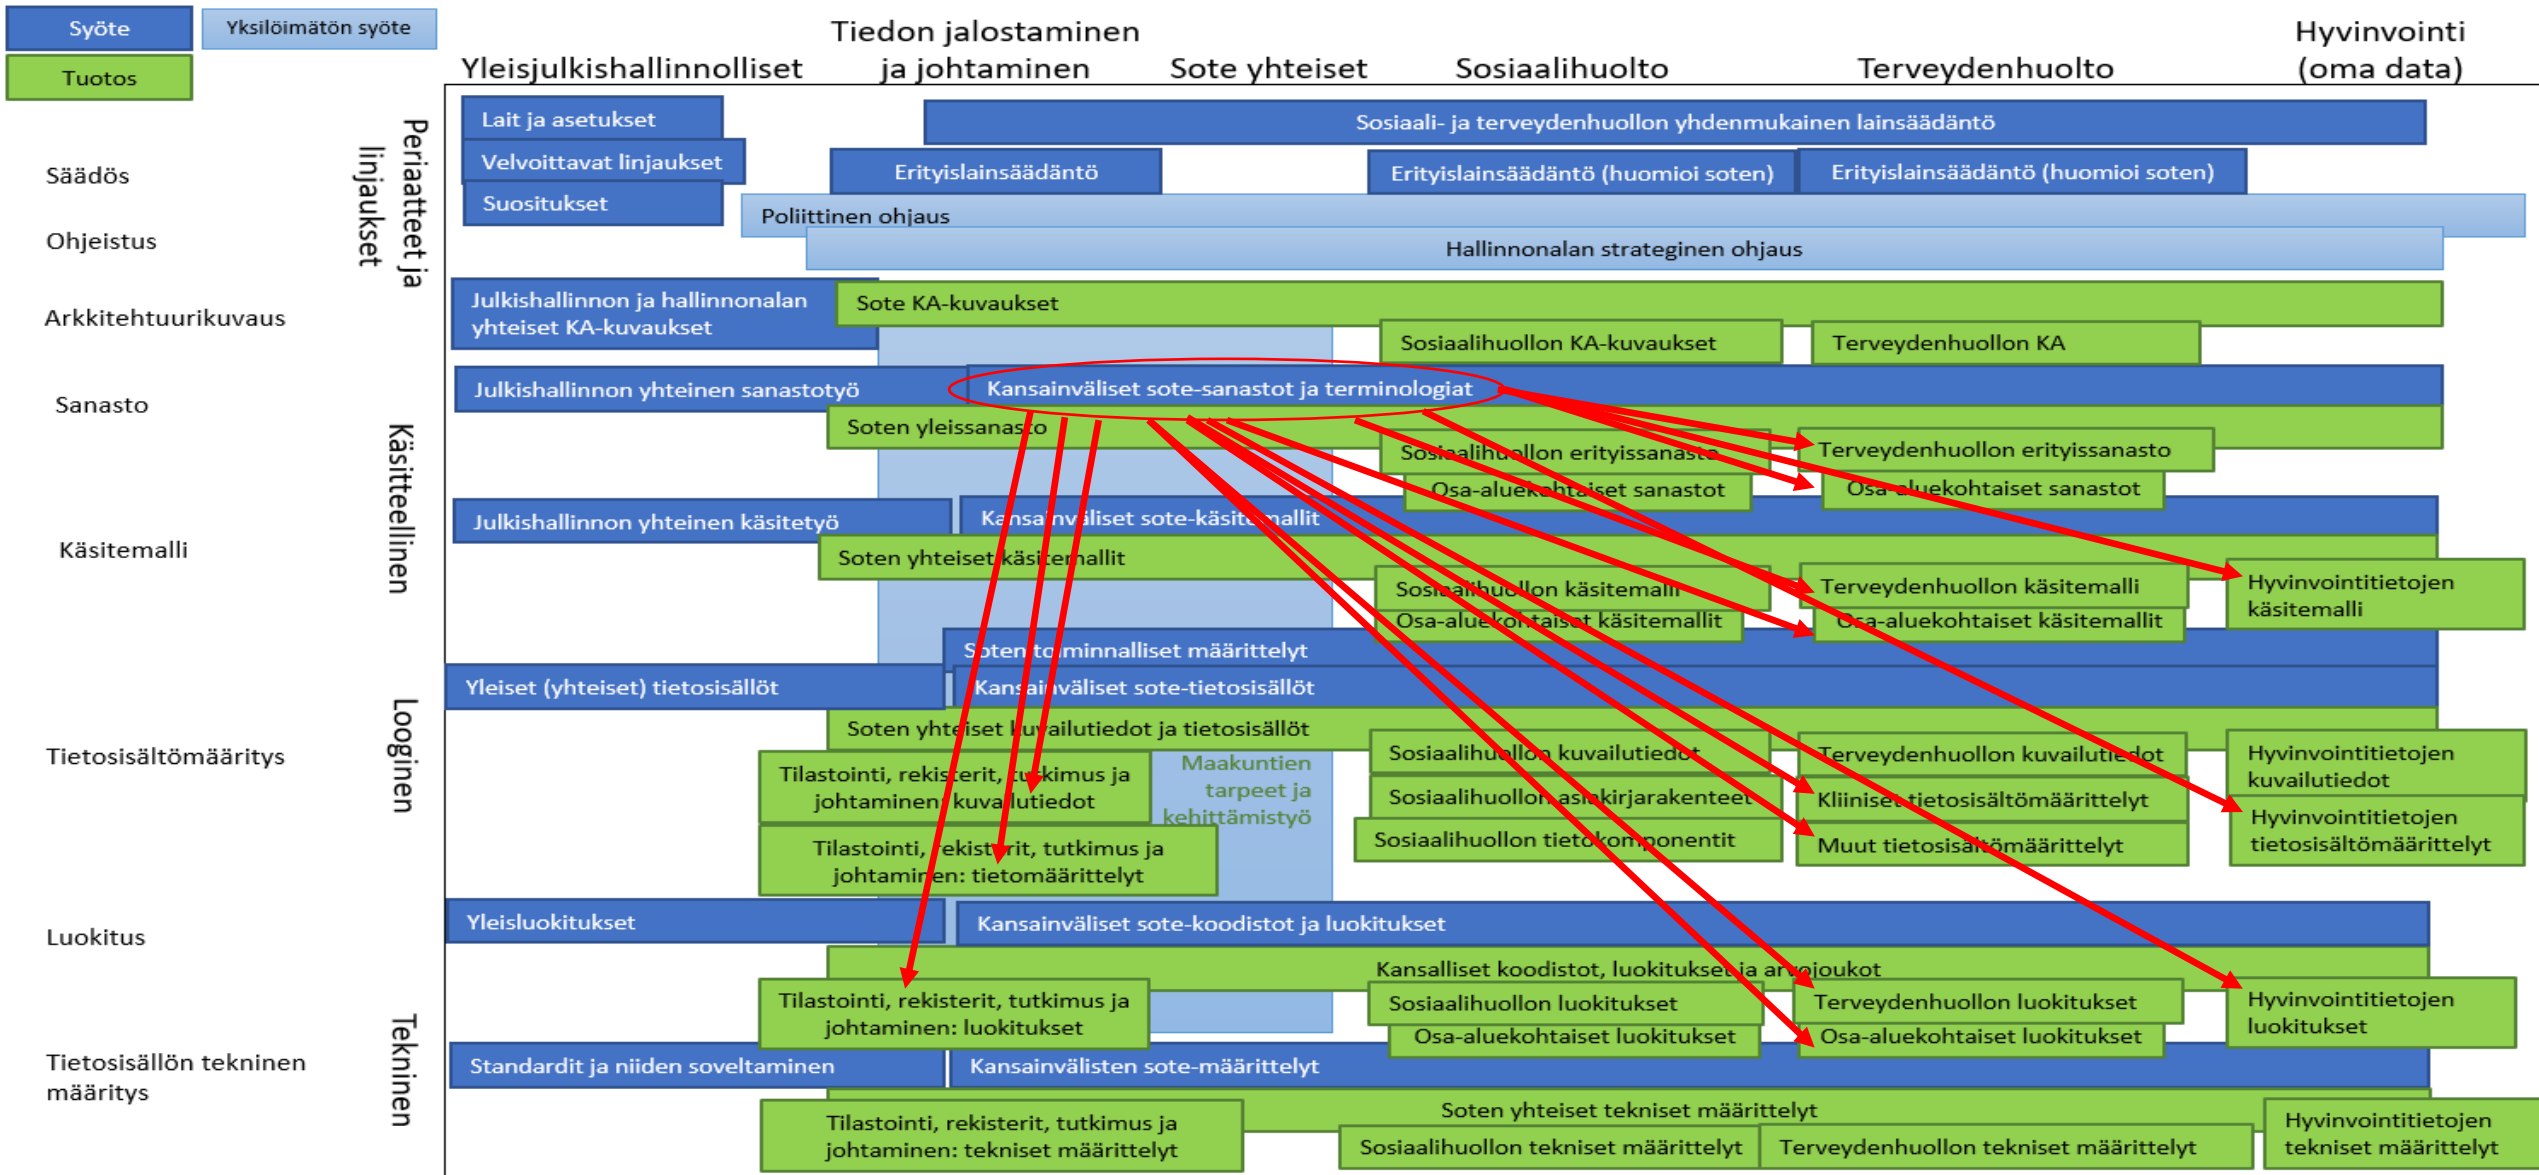 Syöte
Yksilöimätön syöte
Tuotos
Yleisjulkishallinnolliset
Tiedon jalostaminen
ja johtaminen
Sote yhteiset
Sosiaalihuolto
Terveydenhuolto
Hyvinvointi
(oma data)
Periaatteet ja
linjaukset
Säädös
Ohjeistus
Lait ja asetukset
Velvoittavat linjaukset
Suositukset
Sosiaali- ja terveydenhuollon yhdenmukainen lainsäädäntö
Erityislainsäädäntö
Erityislainsäädäntö (huomioi soten)
Erityislainsäädäntö (huomioi soten)
Poliittinen ohjaus
Hallinnonalan strateginen ohjaus
Arkkitehtuurikuvaus
Julkishallinnon ja hallinnonalan
yhteiset KA-kuvaukset
Sote KA-kuvaukset
Sosiaalihuollon KA-kuvaukset
Terveydenhuollon KA
Käsitteellinen
Sanasto
Julkishallinnon yhteinen sanastotyö
Kansainväliset sote-sanastot ja terminologiat
Soten yleissanasto
Sosiaalihuollon erityissanasto
Terveydenhuollon erityissanasto
Osa-aluekohtaiset sanastot
Osa-aluekohtaiset sanastot
Käsitemalli
Julkishallinnon yhteinen käsitetyö
Kansainväliset sote-käsitemallit
Soten yhteiset käsitemallit
Sosiaalihuollon käsitemalli
Terveydenhuollon käsitemalli
Hyvinvointitietojen
käsitemalli
Osa-aluekohtaiset käsitemallit
Osa-aluekohtaiset käsitemallit
Looginen
Soten toiminnalliset määrittelyt
Yleiset (yhteiset) tietosisällöt
Kansainväliset sote-tietosisällöt
Tietosisältömääritys
Soten yhteiset kuvailutiedot ja tietosisällöt
Tilastointi, rekisterit, tutkimus ja
johtaminen: kuvailutiedot
Maakuntien
tarpeet ja
kehittämistyö
Sosiaalihuollon kuvailutiedot
Terveydenhuollon kuvailutiedot
Hyvinvointitietojen
kuvailutiedot
Sosiaalihuollon asiakirjarakenteet
Kliiniset tietosisältömäärittelyt
Tilastointi, rekisterit, tutkimus ja
johtaminen: tietomäärittelyt
Sosiaalihuollon tietokomponentit
Muut tietosisältömäärittelyt
Hyvinvointitietojen
tietosisältömäärittelyt
Luokitus
Yleisluokitukset
Kansainväliset sote-koodistot ja luokitukset
Kansalliset koodistot, luokitukset ja arvojoukot
Tilastointi, rekisterit, tutkimus ja
johtaminen: luokitukset
Sosiaalihuollon luokitukset
Terveydenhuollon luokitukset
Hyvinvointitietojen
luokitukset
Osa-aluekohtaiset luokitukset
Osa-aluekohtaiset luokitukset
Tekninen
Tietosisällön tekninen
määritys
Standardit ja niiden soveltaminen
Kansainvälisten sote-määrittelyt
Soten yhteiset tekniset määrittelyt
Tilastointi, rekisterit, tutkimus ja
johtaminen: tekniset määrittelyt
Sosiaalihuollon tekniset määrittelyt
Terveydenhuollon tekniset määrittelyt
Hyvinvointitietojen
tekniset määrittelyt